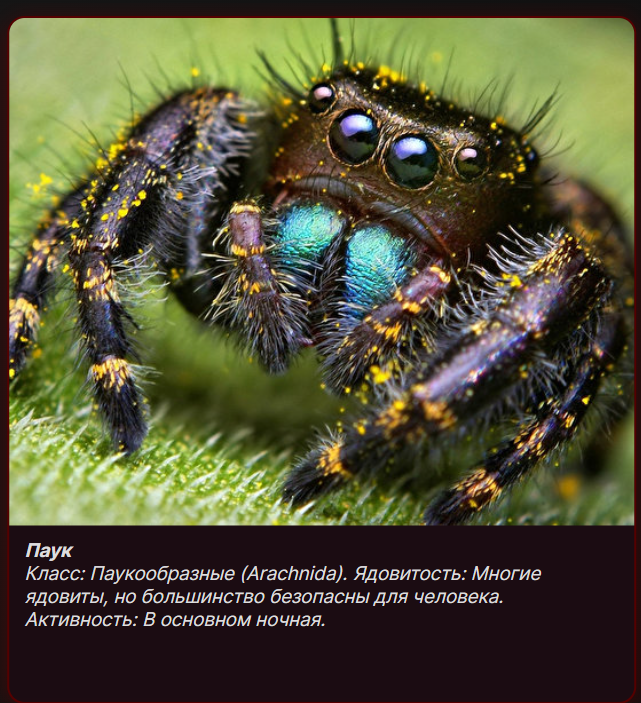 Паук
Класс: Паукообразные (Arachnida). Ядовитость: Многие
ядовиты, но большинство безопасны для человека.
Активность: В основном ночная.